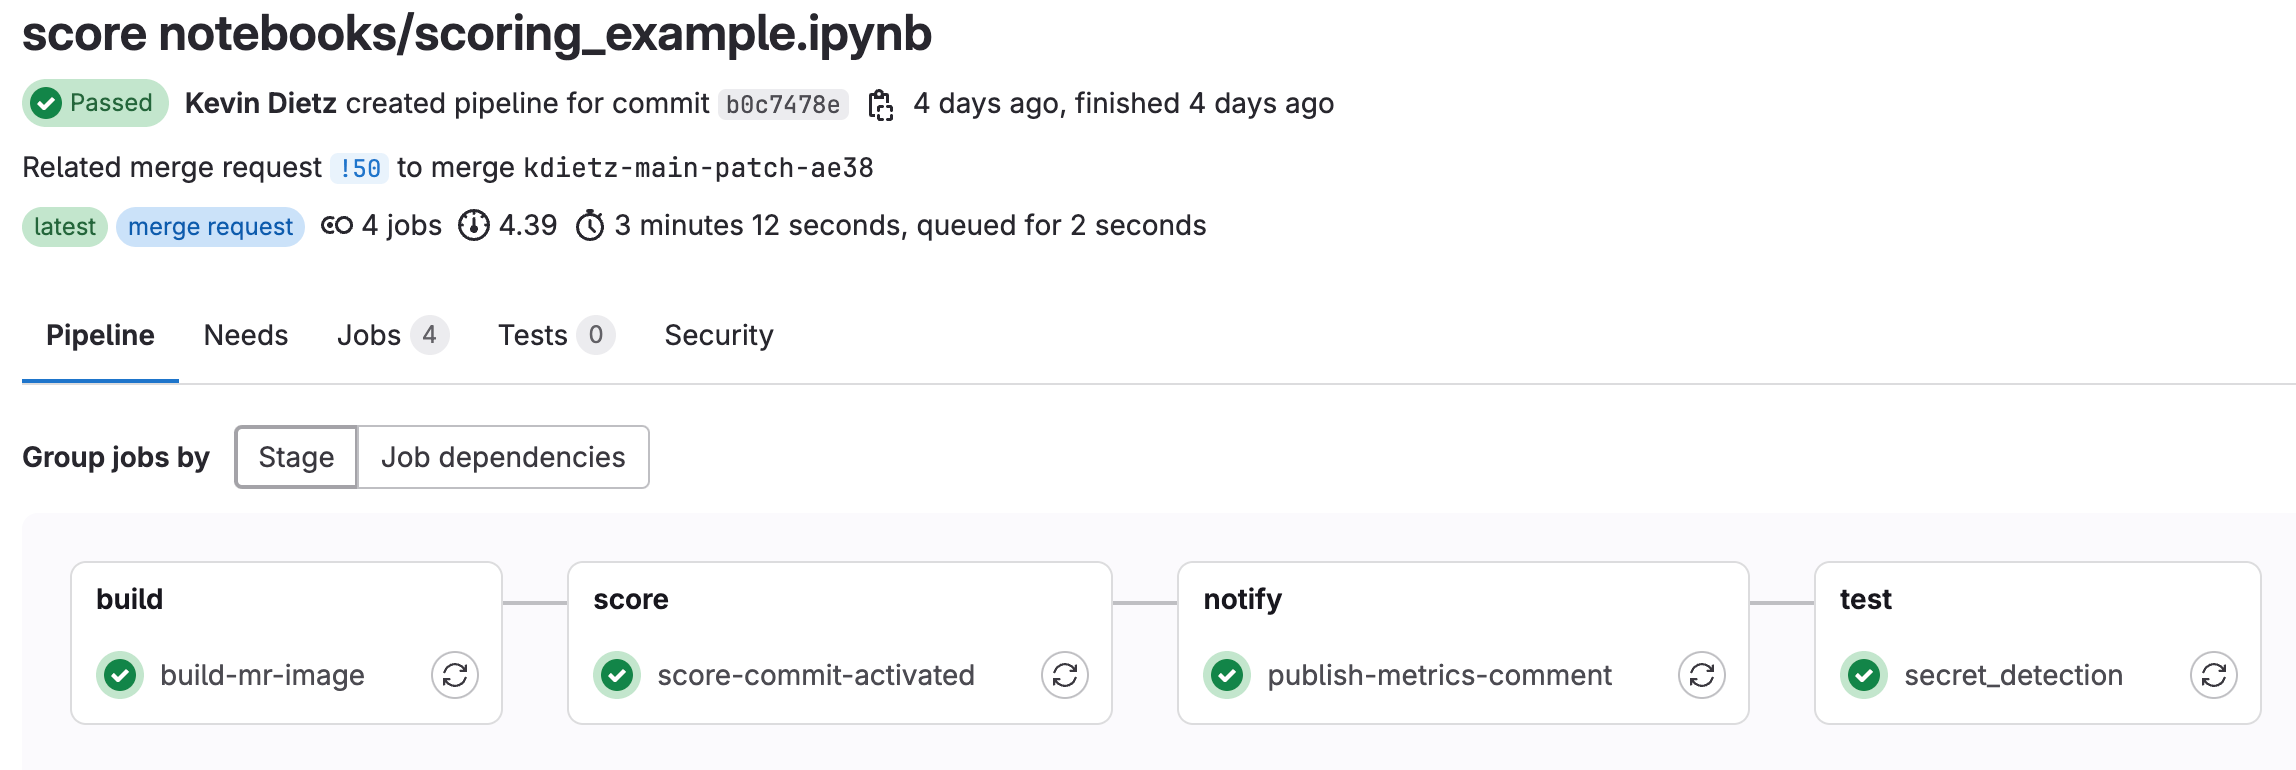 score notebooks/scoring_example.ipynb
Passed Kevin Dietz created pipeline for commit b0c7478e 4 days ago, finished 4 days ago
Related merge request !50 to merge kdietz-main-patch-ae38
latest merge request 4 jobs 4.39 3 minutes 12 seconds, queued for 2 seconds
Pipeline Needs Jobs 4 Tests 0 Security
Group jobs by Stage Job dependencies
build score notify test
build-mr-image score-commit-activated publish-metrics-comment secret_detection